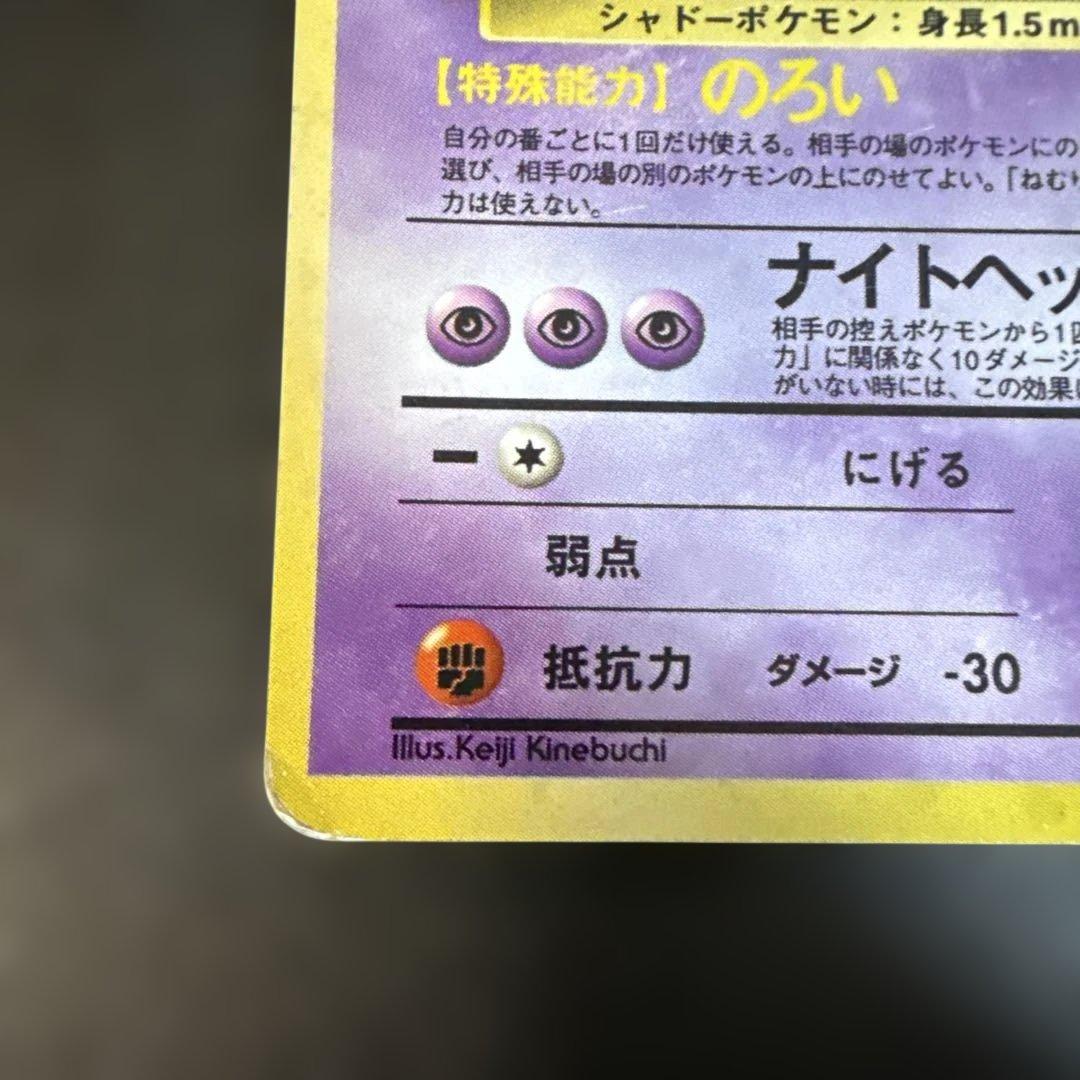 シャドーポケモン：身長1.5m
【特殊能力】 のろい
自分の番ごとに1回だけ使える。相手の場のポケモンにの
選び、相手の場の別のポケモンの上にのせてよい。「ねむ
力は使えない。
ナイトヘッ
相手の控えポケモンから1
力」に関係なく10ダメージ
がいない時には、この効果
ー にげる
弱点
抵抗力 ダメージ -30
Illus.Keiji Kinebuchi